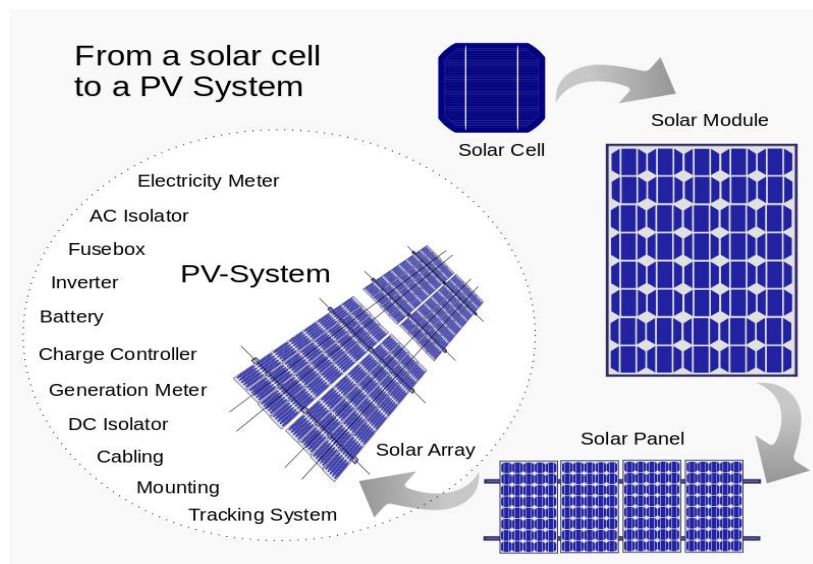 From a solar cell
to a PV System
Solar Cell
Solar Module
Electricity Meter
AC Isolator
Fusebox
Inverter
PV-System
Battery
Charge Controller
Generation Meter
DC Isolator
Cabling
Mounting
Tracking System
Solar Array
Solar Panel